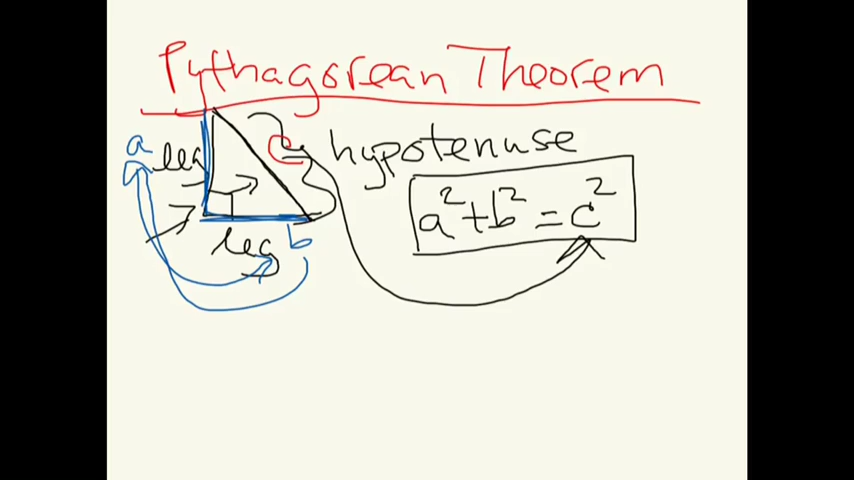 Pythagorean Theorem
a leg c hypotenuse
a² + b² = c²
leg b